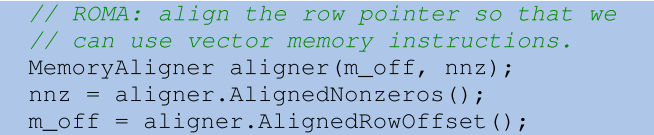 // ROMA: align the row pointer so that we
// can use vector memory instructions.
MemoryAligner aligner(m_off, nnz);
nnz = aligner.AlignedNonzeros();
m_off = aligner.AlignedRowOffset();